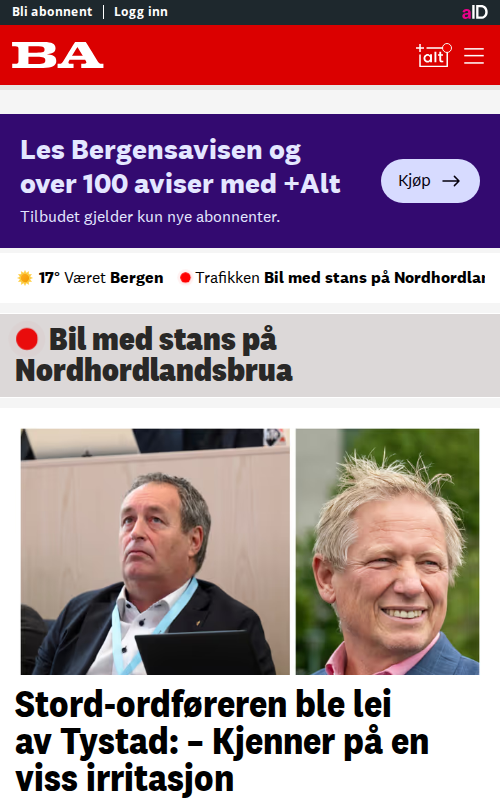 Bli abonnent | Logg inn
aID
BA
+alt
Les Bergensavisen og
over 100 aviser med +Alt
Tilbudet gjelder kun nye abonnenter.
Kjøp
17° Været Bergen
Trafikken Bil med stans på Nordhordlan
Bil med stans på
Nordhordlandsbrua
Stord-ordføreren ble lei
av Tystad: – Kjenner på en
viss irritasjon